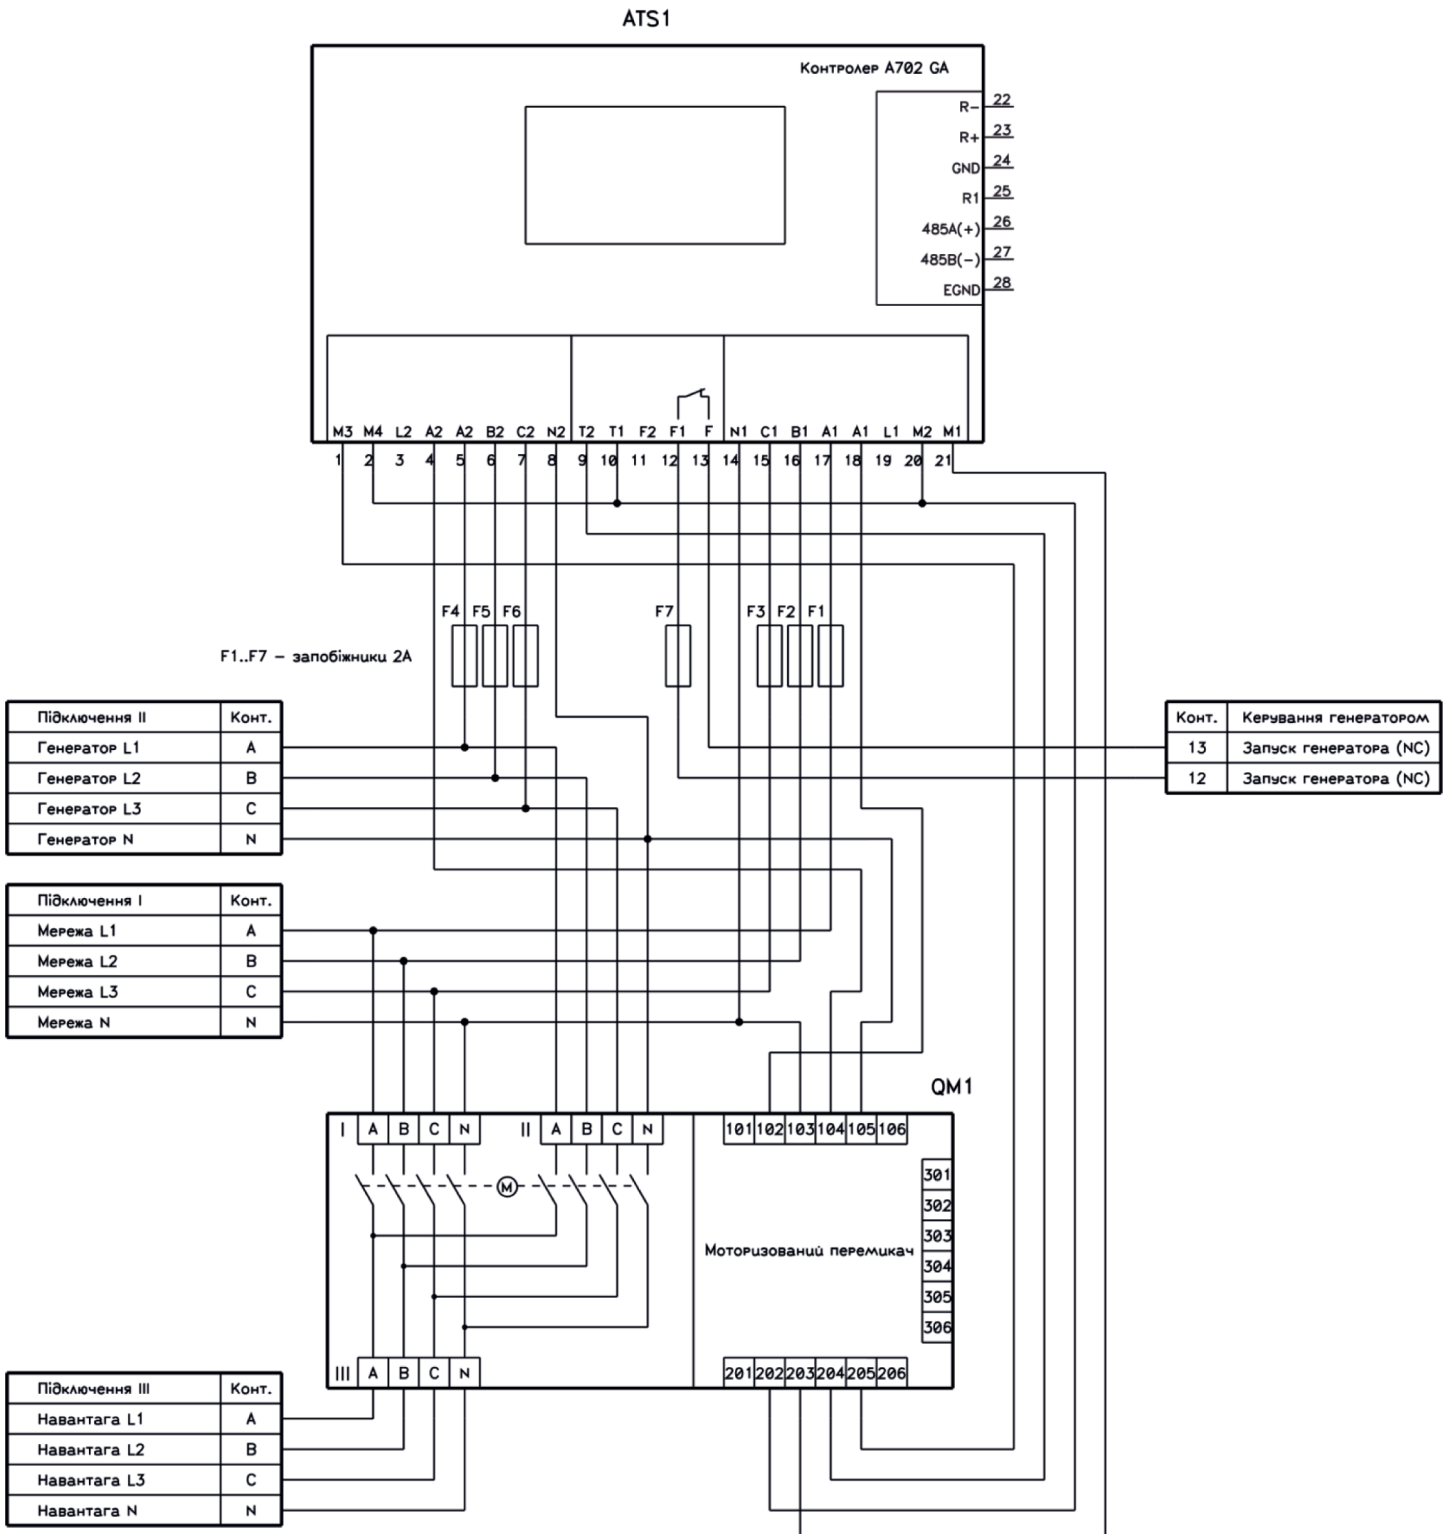 ATS1
Контролер A702 GA
R- 22
R+ 23
GND 24
R1 25
485A(+) 26
485B(-) 27
EGND 28
M3 M4 L2 A2 A2 B2 C2 N2 T2 T1 F2 F1 F N1 C1 B1 A1 A1 L1 M2 M1
1 2 3 4 5 6 7 8 9 10 11 12 13 14 15 16 17 18 19 20 21
F4 F5 F6 F7 F3 F2 F1
F1..F7 - запобіжники 2А
Підключення II Конт.
Генератор L1 A
Генератор L2 B
Генератор L3 C
Генератор N N
Конт. Керування генератором
13 Запуск генератора (NC)
12 Запуск генератора (NC)
Підключення I Конт.
Мережа L1 A
Мережа L2 B
Мережа L3 C
Мережа N N
QM1
I A B C N II A B C N 101 102 103 104 105 106
M
301
302
303
304
305
306
Моторизований перемикач
III A B C N 201 202 203 204 205 206
Підключення III Конт.
Навантага L1 A
Навантага L2 B
Навантага L3 C
Навантага N N